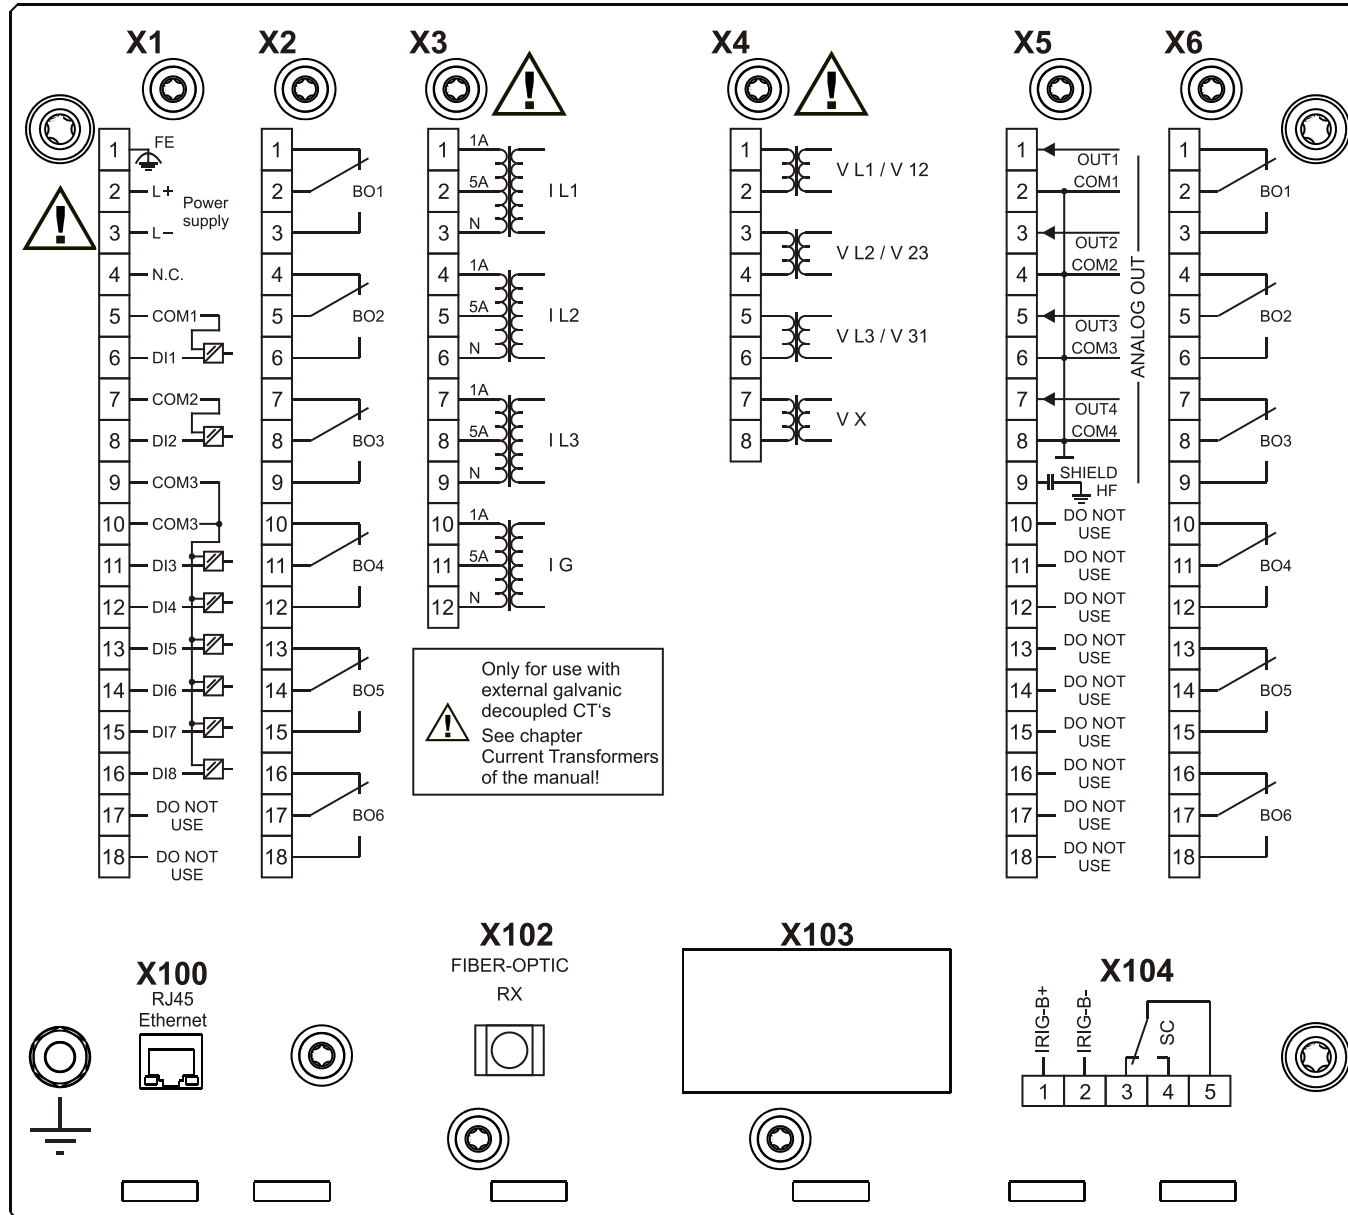 X1
X2
X3
X4
X5
X6
1 FE
2 L+
Power
supply
3 L–
4 N.C.
5 COM1
6 DI1
7 COM2
8 DI2
9 COM3
10 COM3
11 DI3
12 DI4
13 DI5
14 DI6
15 DI7
16 DI8
17 DO NOT
USE
18 DO NOT
USE
1
2 BO1
3
4
5 BO2
6
7
8 BO3
9
10
11 BO4
12
13
14 BO5
15
16
17 BO6
18
1 1A
2 5A I L1
3 N
4 1A
5 5A I L2
6 N
7 1A
8 5A I L3
9 N
10 1A
11 5A I G
12 N
Only for use with
external galvanic
decoupled CT‘s
See chapter
Current Transformers
of the manual!
1
V L1 / V 12
2
3
V L2 / V 23
4
5
V L3 / V 31
6
7
V X
8
1 OUT1
2 COM1
3 OUT2
4 COM2
5 OUT3
6 COM3
7 OUT4
8 COM4
ANALOG OUT
9 SHIELD
HF
10 DO NOT
USE
11 DO NOT
USE
12 DO NOT
USE
13 DO NOT
USE
14 DO NOT
USE
15 DO NOT
USE
16 DO NOT
USE
17 DO NOT
USE
18 DO NOT
USE
1
2 BO1
3
4
5 BO2
6
7
8 BO3
9
10
11 BO4
12
13
14 BO5
15
16
17 BO6
18
X100
RJ45
Ethernet
X102
FIBER-OPTIC
RX
X103
X104
IRIG-B+
IRIG-B-
SC
1 2 3 4 5